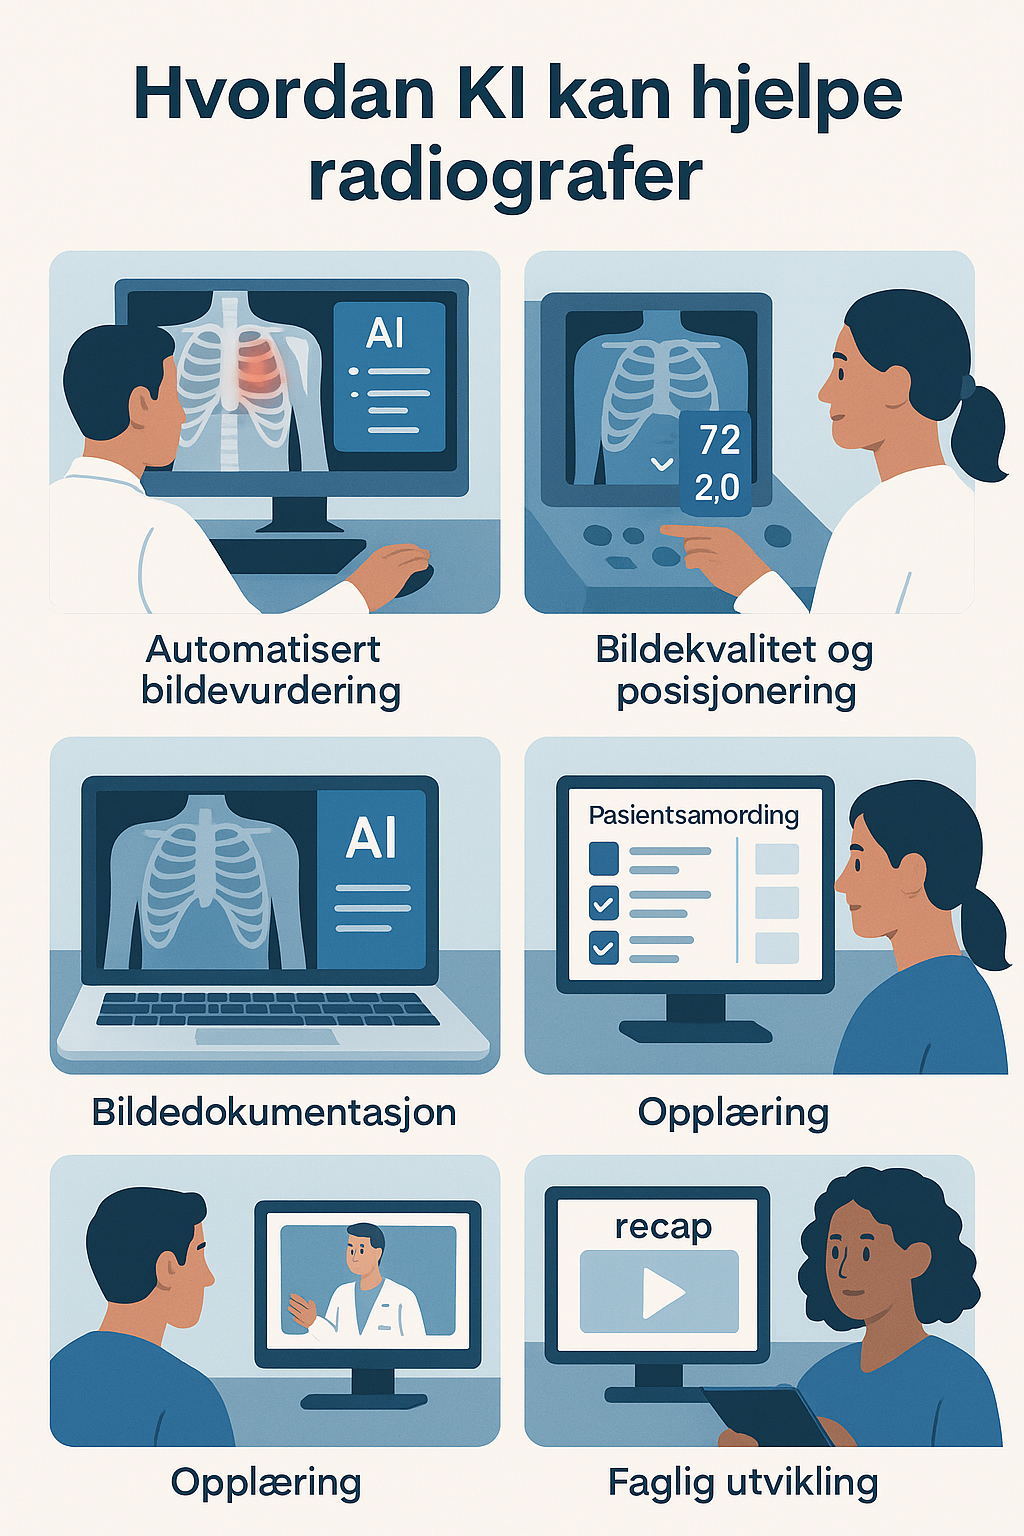 Hvordan KI kan hjelpe
radiografer
AI
72
2,0
Automatisert
bildevurdering
Bildekvalitet og
posisjonering
AI
Pasientsamording
Bildedokumentasjon
Opplæring
recap
Opplæring
Faglig utvikling